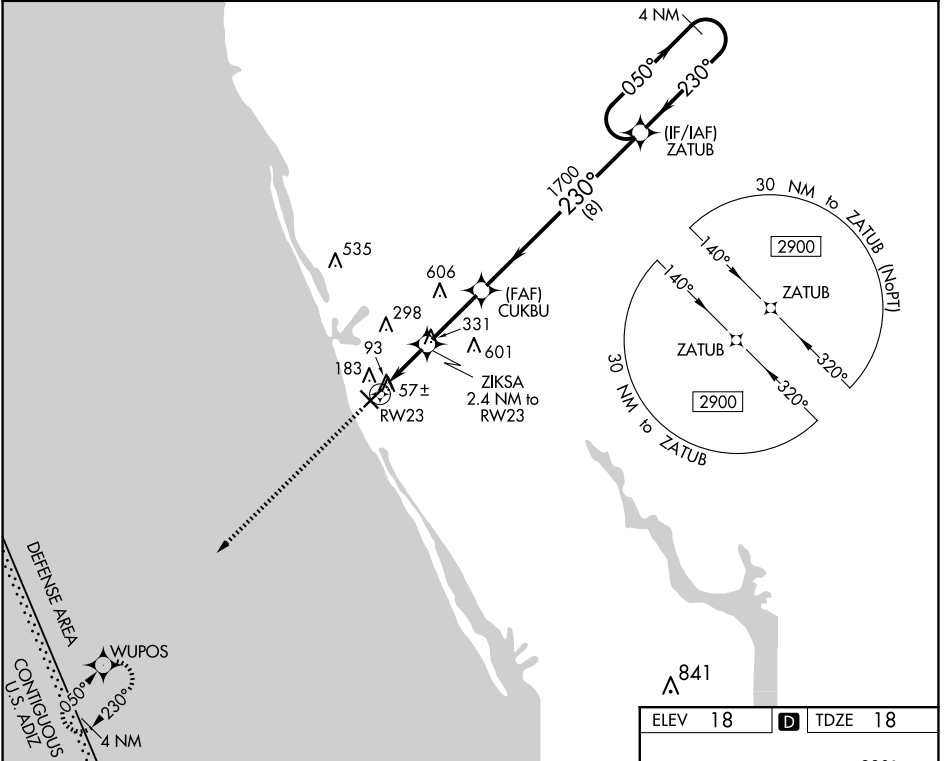 4 NM
050°
230°
(IF/IAF)
ZATUB
1700
230°
(8)
30 NM to ZATUB (NoPT)
2900
140°
ZATUB
320°
535
606
(FAF)
CUKBU
298
331
601
93
183
57±
ZIKSA
2.4 NM to
RW23
RW23
140°
ZATUB
2900
320°
30 NM to ZATUB
DEFENSE AREA
CONTIGUOUS
U.S. ADIZ
WUPOS
230°
4 NM
841
ELEV 18 D TDZE 18